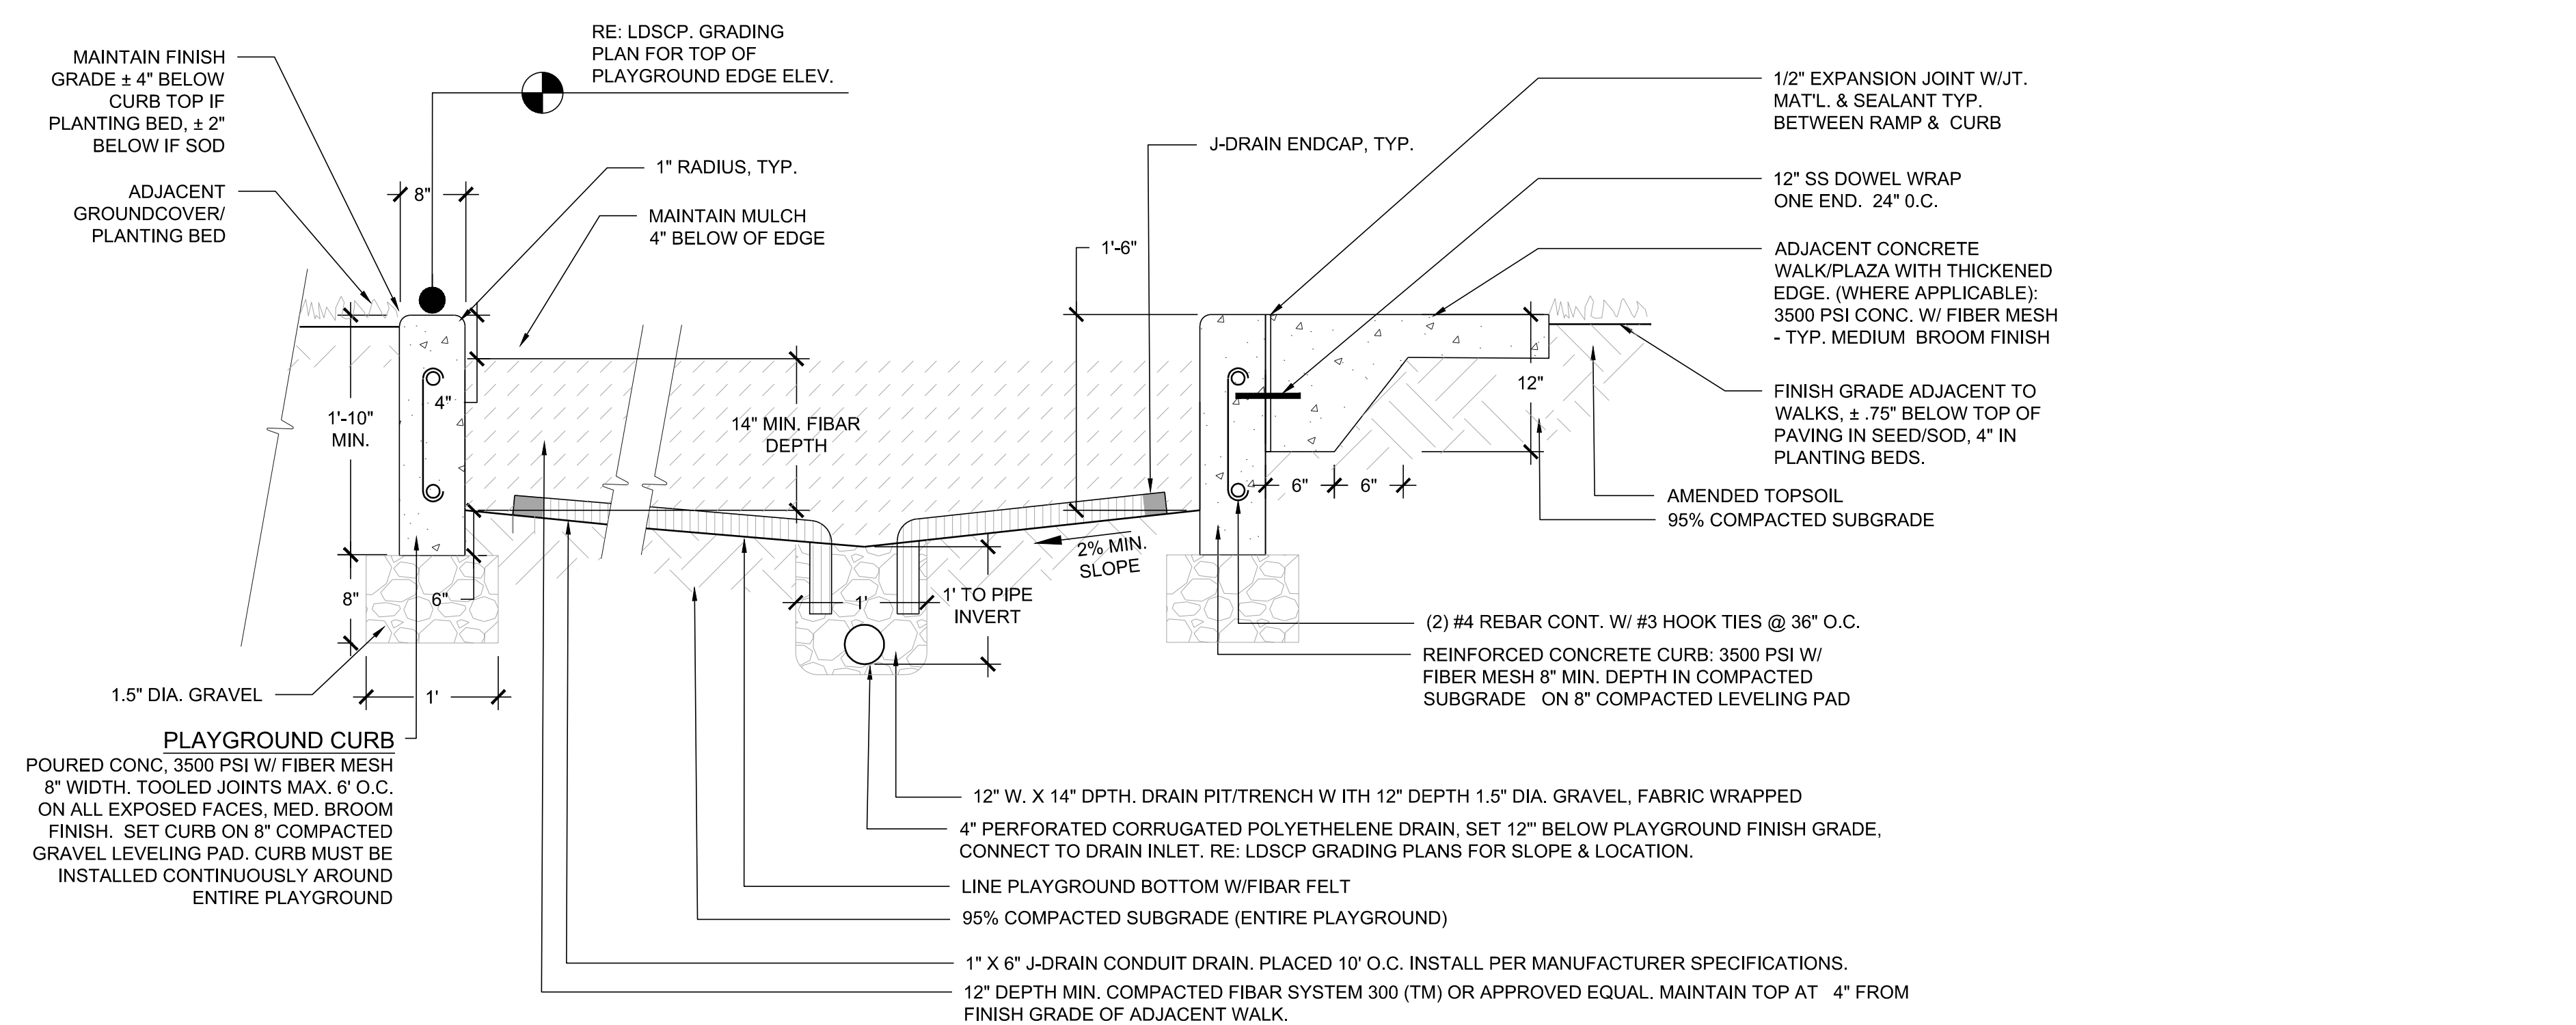 MAINTAIN FINISH
GRADE ± 4" BELOW
CURB TOP IF
PLANTING BED, ± 2"
BELOW IF SOD
ADJACENT
GROUNDCOVER/
PLANTING BED
RE: LDSCP. GRADING
PLAN FOR TOP OF
PLAYGROUND EDGE ELEV.
1" RADIUS, TYP.
8"
MAINTAIN MULCH
4" BELOW OF EDGE
J-DRAIN ENDCAP, TYP.
1'-6"
1/2" EXPANSION JOINT W/JT.
MAT'L. & SEALANT TYP.
BETWEEN RAMP &  CURB
12" SS DOWEL WRAP
ONE END.  24" 0.C.
ADJACENT CONCRETE
WALK/PLAZA WITH THICKENED
EDGE. (WHERE APPLICABLE):
3500 PSI CONC. W/ FIBER MESH
- TYP. MEDIUM  BROOM FINISH
FINISH GRADE ADJACENT TO
WALKS, ± .75" BELOW TOP OF
PAVING IN SEED/SOD, 4" IN
PLANTING BEDS.
AMENDED TOPSOIL
95% COMPACTED SUBGRADE
1'-10"
MIN.
4"
14" MIN. FIBAR
DEPTH
12"
6"
6"
2% MIN.
SLOPE
8"
6"
1'
1' TO PIPE
INVERT
(2) #4 REBAR CONT. W/ #3 HOOK TIES @ 36" O.C.
REINFORCED CONCRETE CURB: 3500 PSI W/
FIBER MESH 8" MIN. DEPTH IN COMPACTED
SUBGRADE   ON 8" COMPACTED LEVELING PAD
1.5" DIA. GRAVEL
1'
PLAYGROUND CURB
POURED CONC, 3500 PSI W/ FIBER MESH
8" WIDTH. TOOLED JOINTS MAX. 6' O.C.
ON ALL EXPOSED FACES, MED. BROOM
FINISH.  SET CURB ON 8" COMPACTED
GRAVEL LEVELING PAD. CURB MUST BE
INSTALLED CONTINUOUSLY AROUND
ENTIRE PLAYGROUND
12" W. X 14" DPTH. DRAIN PIT/TRENCH W ITH 12" DEPTH 1.5" DIA. GRAVEL, FABRIC WRAPPED
4" PERFORATED CORRUGATED POLYETHELENE DRAIN, SET 12"' BELOW PLAYGROUND FINISH GRADE,
CONNECT TO DRAIN INLET. RE: LDSCP GRADING PLANS FOR SLOPE & LOCATION.
LINE PLAYGROUND BOTTOM W/FIBAR FELT
95% COMPACTED SUBGRADE (ENTIRE PLAYGROUND)
1" X 6" J-DRAIN CONDUIT DRAIN. PLACED 10' O.C. INSTALL PER MANUFACTURER SPECIFICATIONS.
12" DEPTH MIN. COMPACTED FIBAR SYSTEM 300 (TM) OR APPROVED EQUAL. MAINTAIN TOP AT   4" FROM
FINISH GRADE OF ADJACENT WALK.